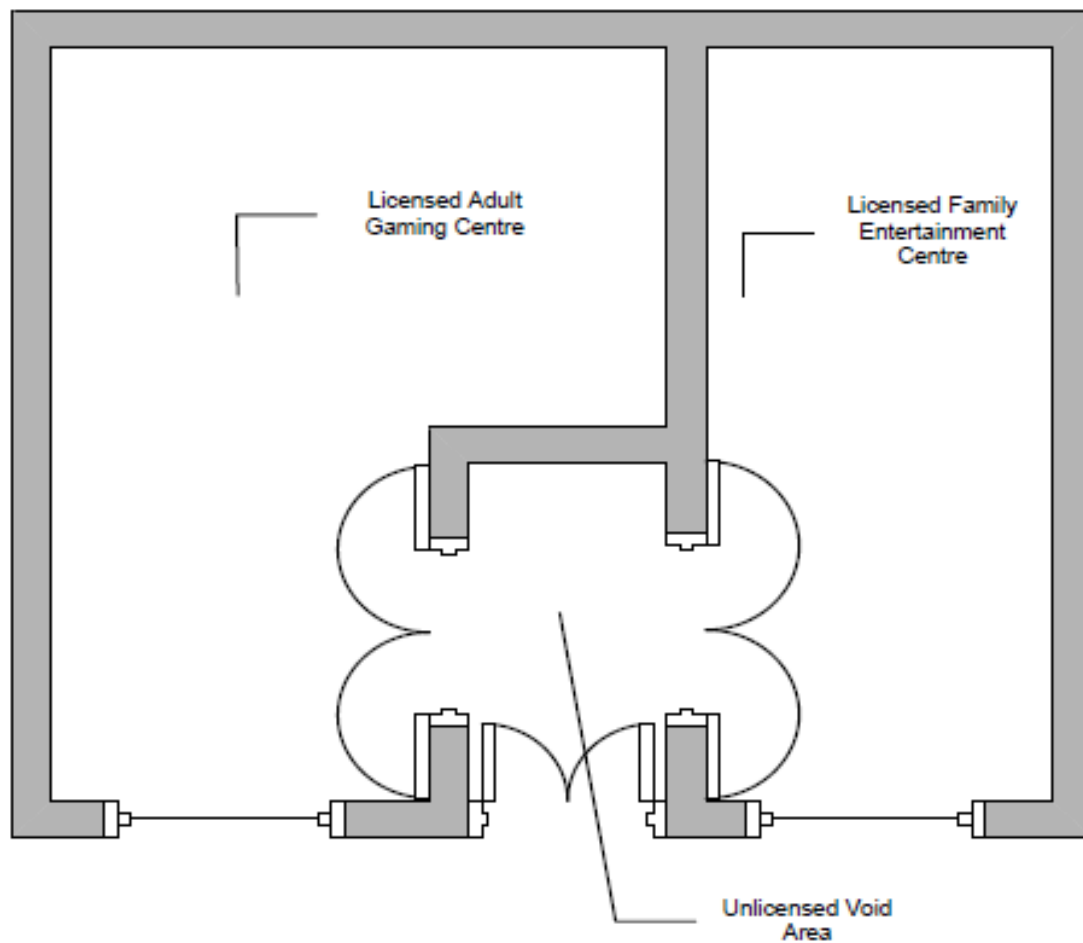 Licensed Adult
Gaming Centre
Licensed Family
Entertainment
Centre
Unlicensed Void
Area